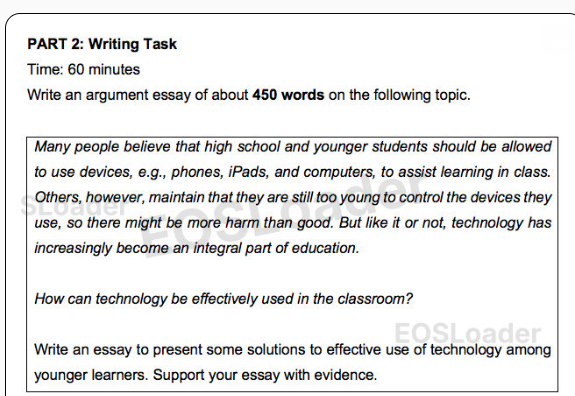 PART 2: Writing Task
Time: 60 minutes
Write an argument essay of about 450 words on the following topic.
Many people believe that high school and younger students should be allowed
to use devices, e.g., phones, iPads, and computers, to assist learning in class.
Others, however, maintain that they are still too young to control the devices they
use, so there might be more harm than good. But like it or not, technology has
increasingly become an integral part of education.
How can technology be effectively used in the classroom?
Write an essay to present some solutions to effective use of technology among
younger learners. Support your essay with evidence.
SLoader
EOSLoader
EOSLoader